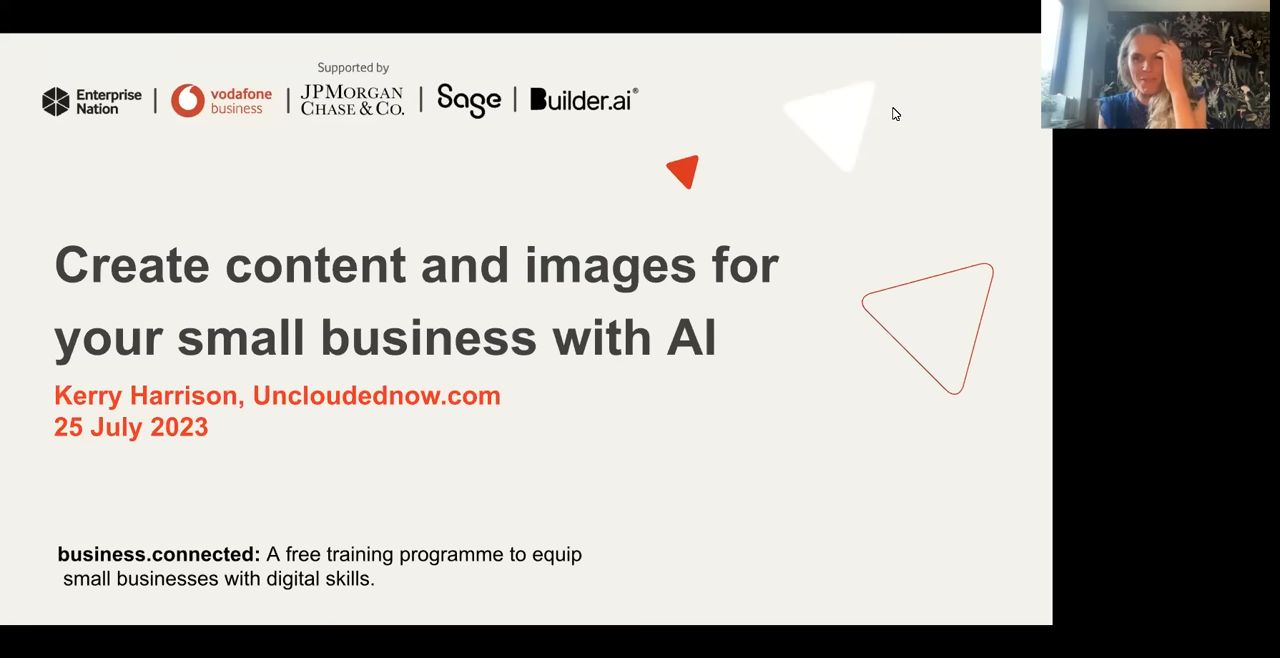 Supported by
Enterprise Nation | vodafone business | JPMORGAN CHASE & CO. | Sage | Builder.ai®
Create content and images for
your small business with AI
Kerry Harrison, Uncloudednow.com
25 July 2023
business.connected: A free training programme to equip
small businesses with digital skills.